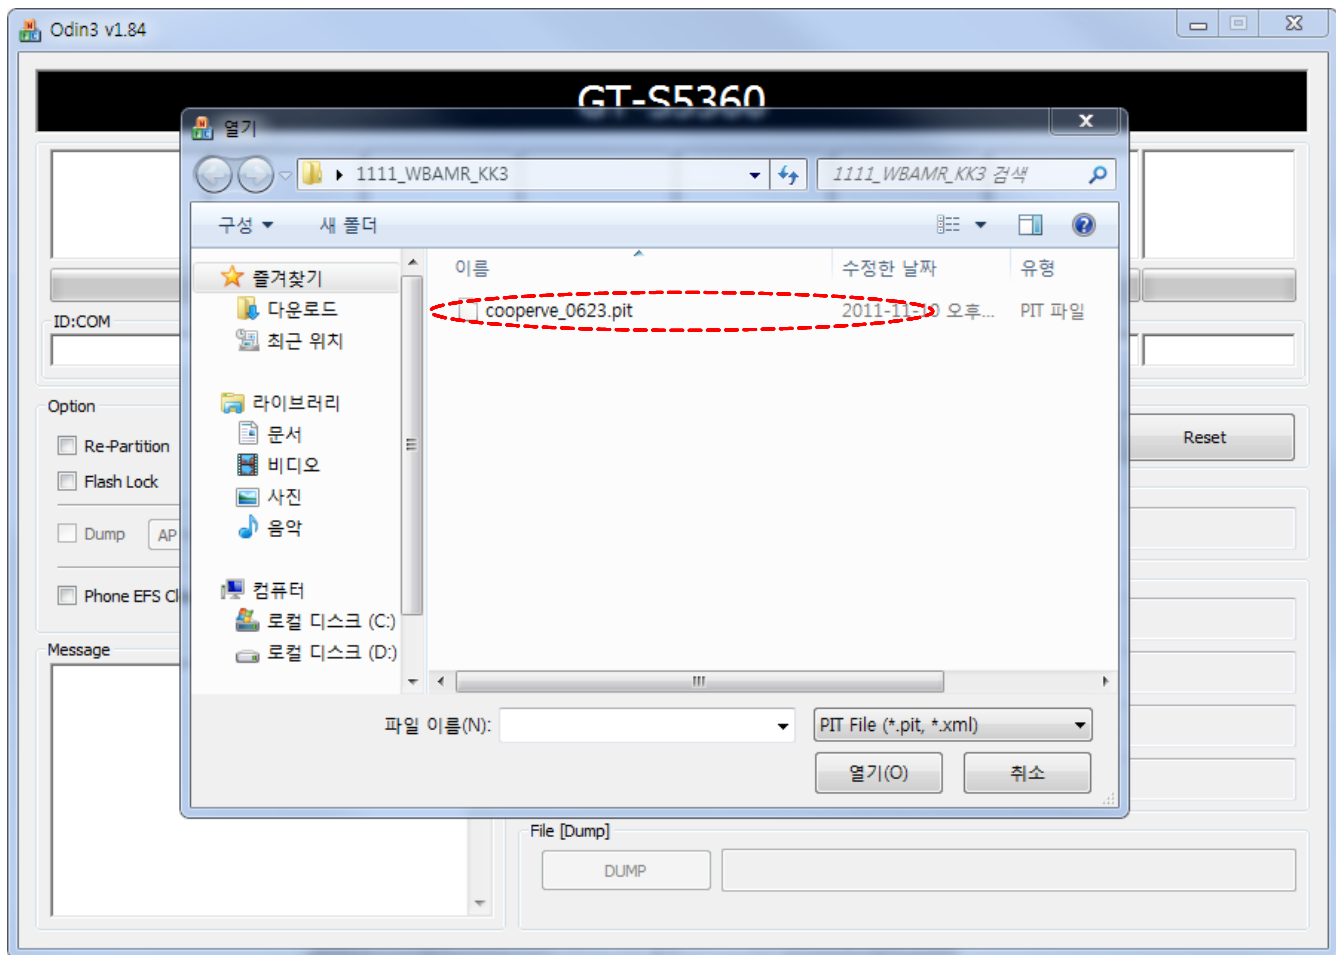 Odin3 v1.84
GT-S5360
열기
1111_WBAMR_KK3
1111_WBAMR_KK3 검색
구성
새 폴더
즐겨찾기
다운로드
최근 위치
라이브러리
문서
비디오
사진
음악
컴퓨터
로컬 디스크 (C:)
로컬 디스크 (D:)
이름
수정한 날짜
유형
cooperve_0623.pit
2011-11-10 오후...
PIT 파일
파일 이름(N):
PIT File (*.pit, *.xml)
열기(O)
취소
ID:COM
Option
Re-Partition
Flash Lock
Dump
AP
Phone EFS Cl
Reset
Message
File [Dump]
DUMP